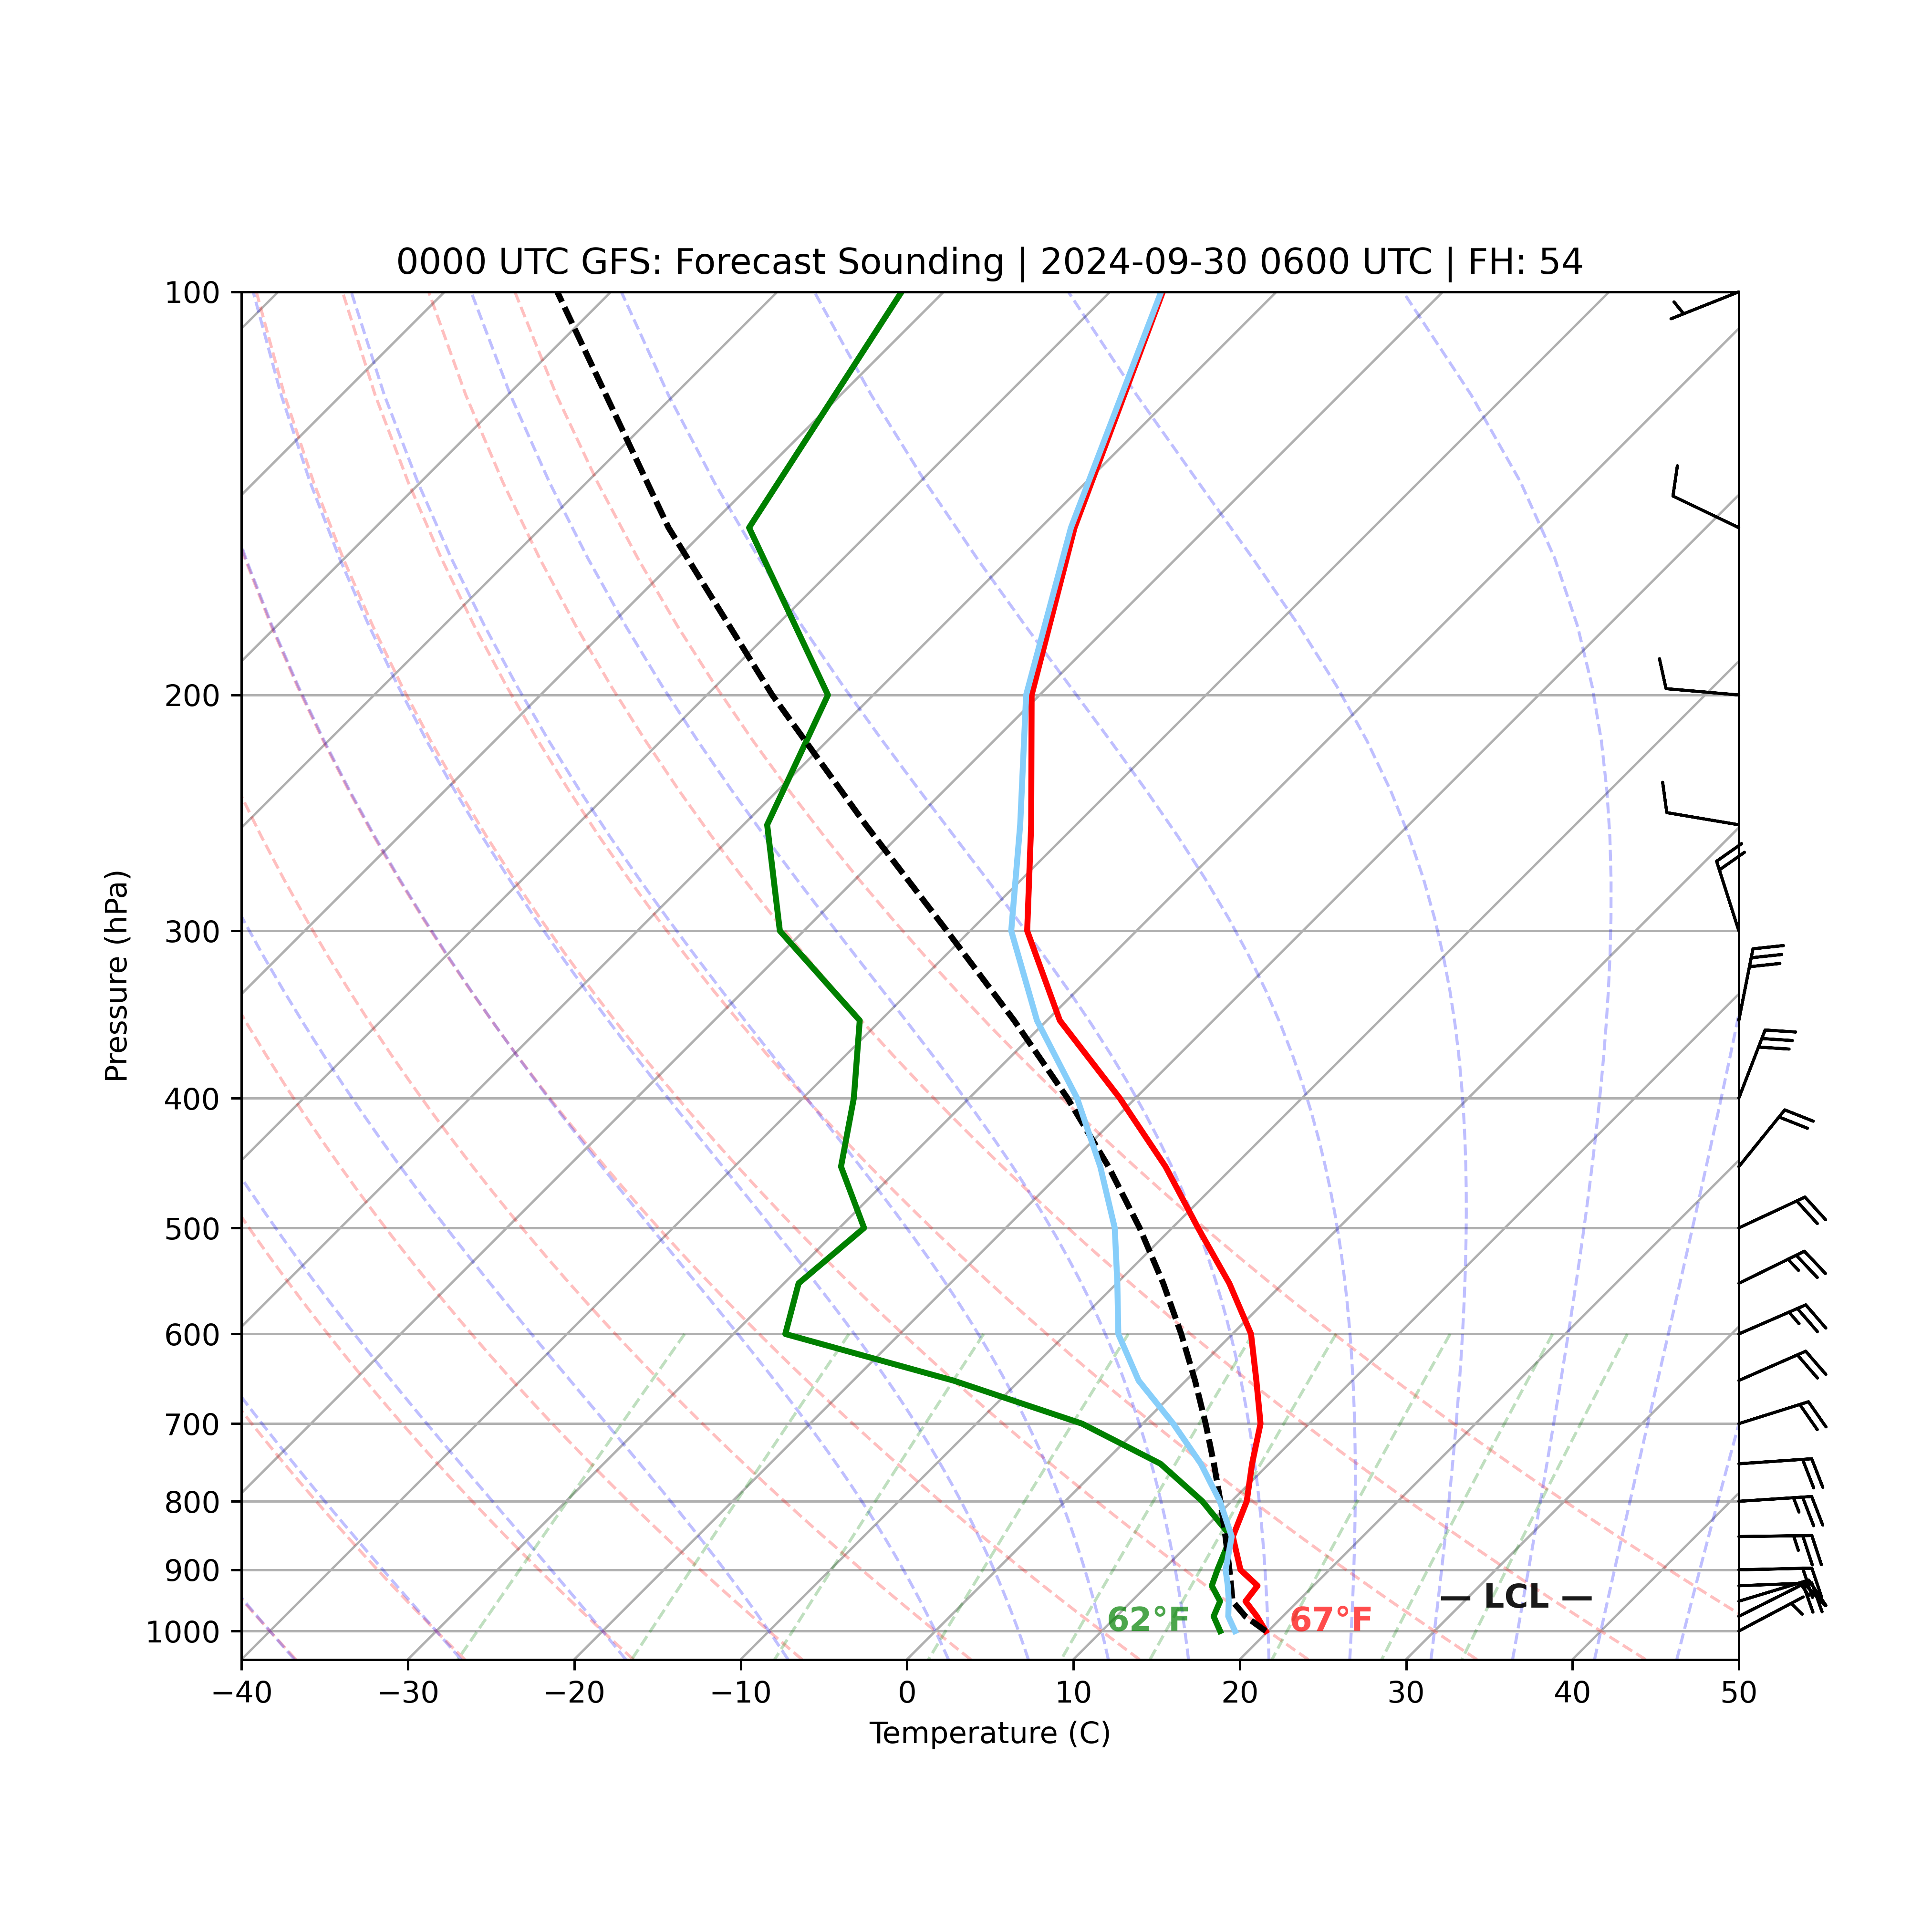 0000 UTC GFS: Forecast Sounding | 2024-09-30 0600 UTC | FH: 54
100
200
300
400
500
600
700
800
900
1000
Pressure (hPa)
62°F
67°F
— LCL —
−40 −30 −20 −10 0 10 20 30 40 50
Temperature (C)